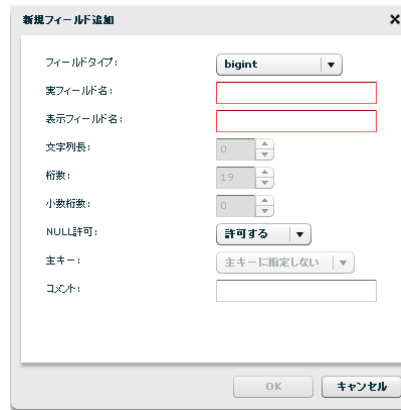 新規フィールド追加 ×
フィールドタイプ： bigint ▼
実フィールド名：
表示フィールド名：
文字列長： 0
桁数： 19
小数桁数： 0
NULL許可： 許可する ▼
主キー： 主キーに指定しない ▼
コメント：
OK キャンセル